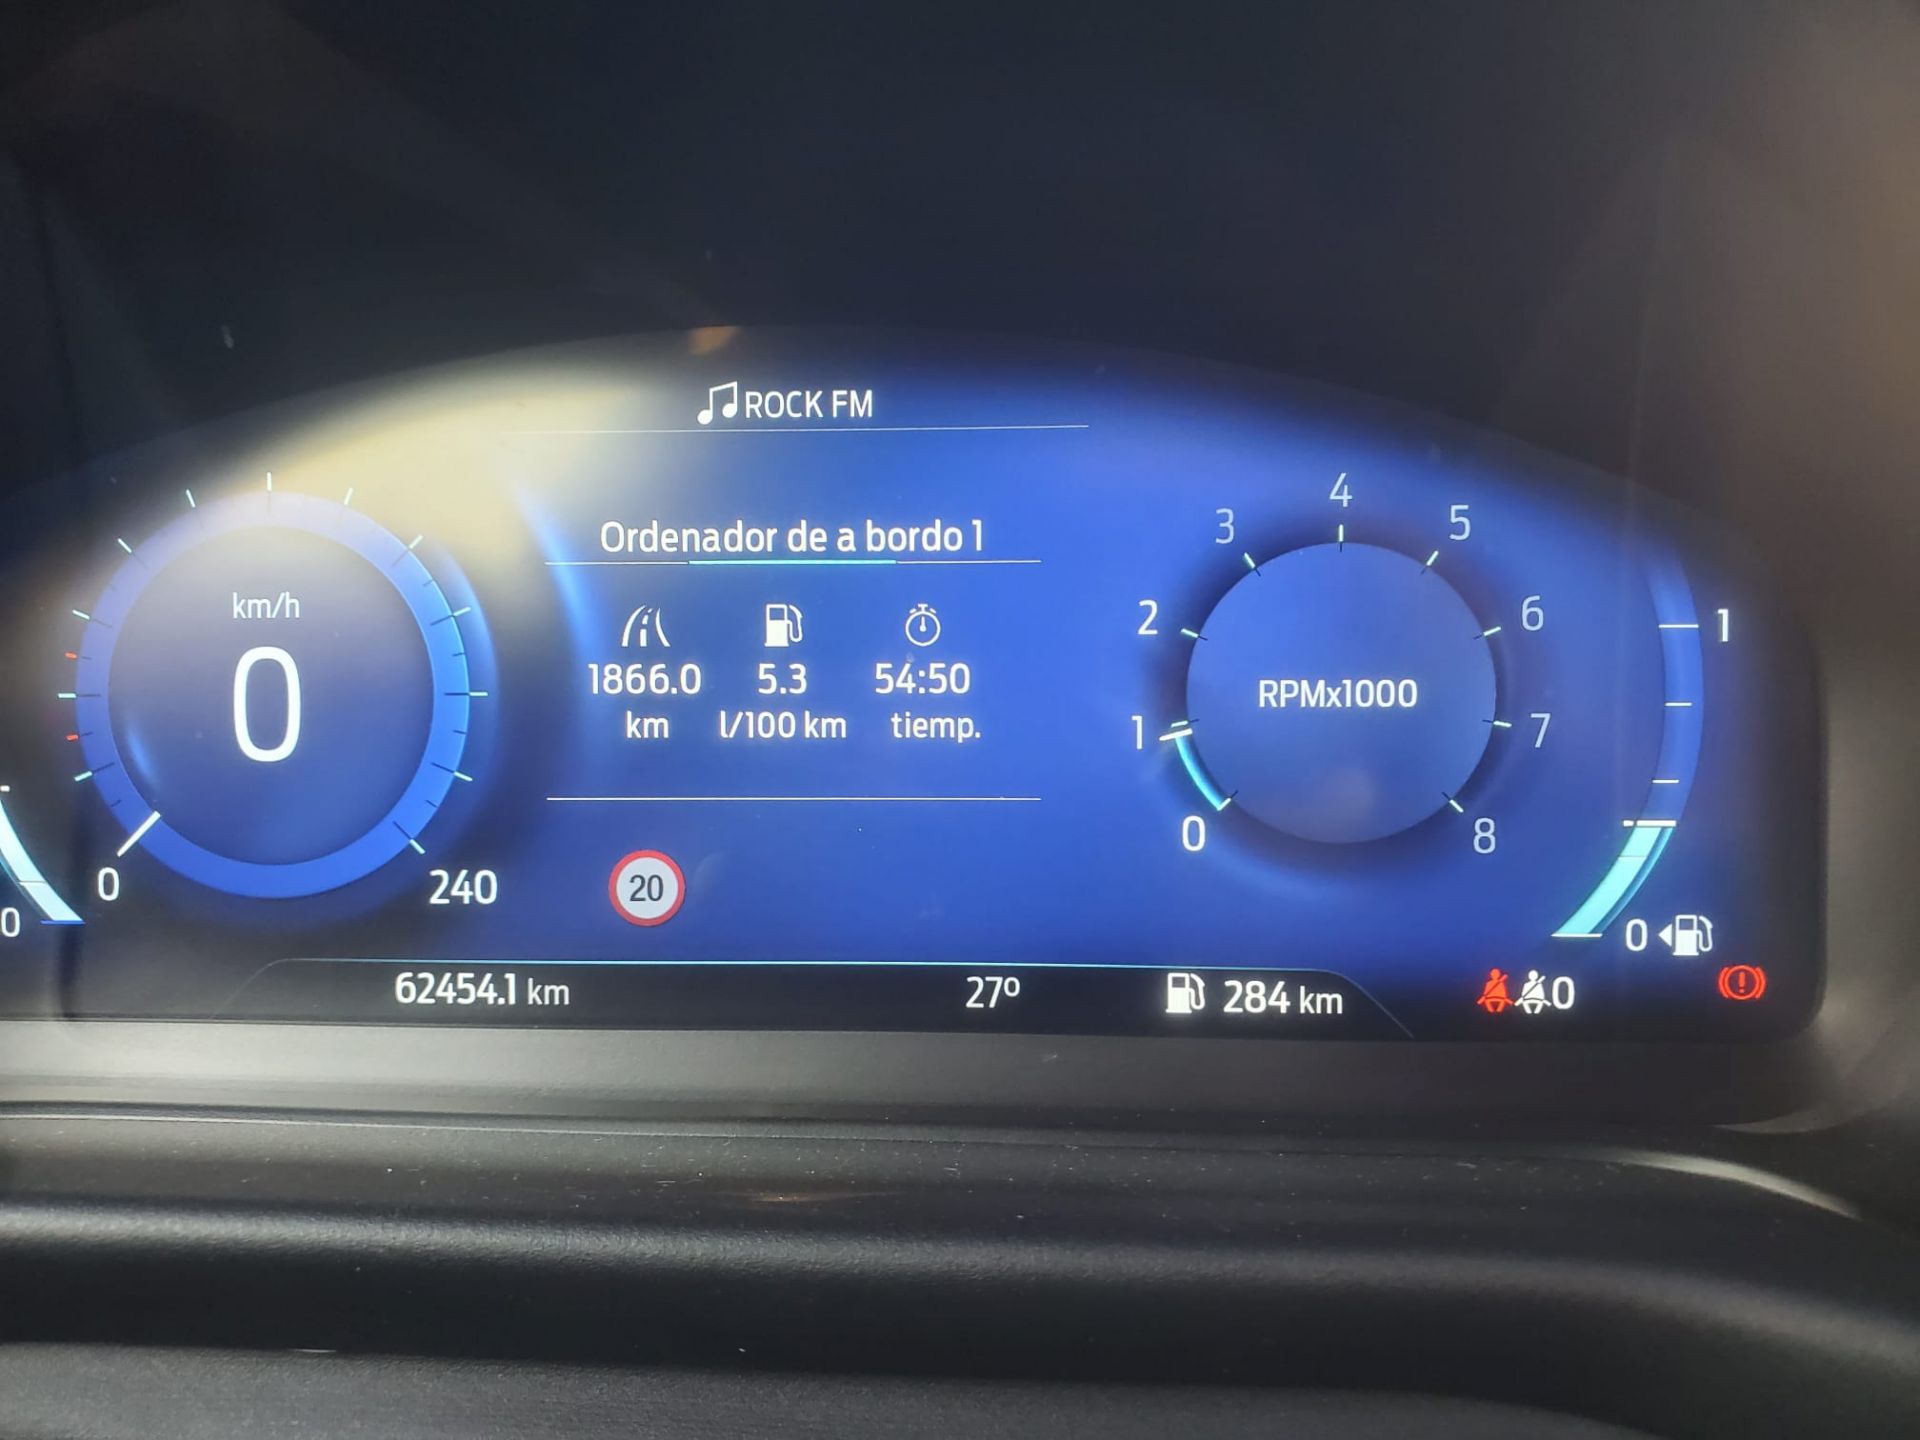 ROCK FM
Ordenador de a bordo 1
1866.0 5.3 54:50
km l/100 km tiemp.
km/h
0
0 240
0
20
RPMx1000
0 1 2 3 4 5 6 7 8
1
0
62454.1 km 27º 284 km 0